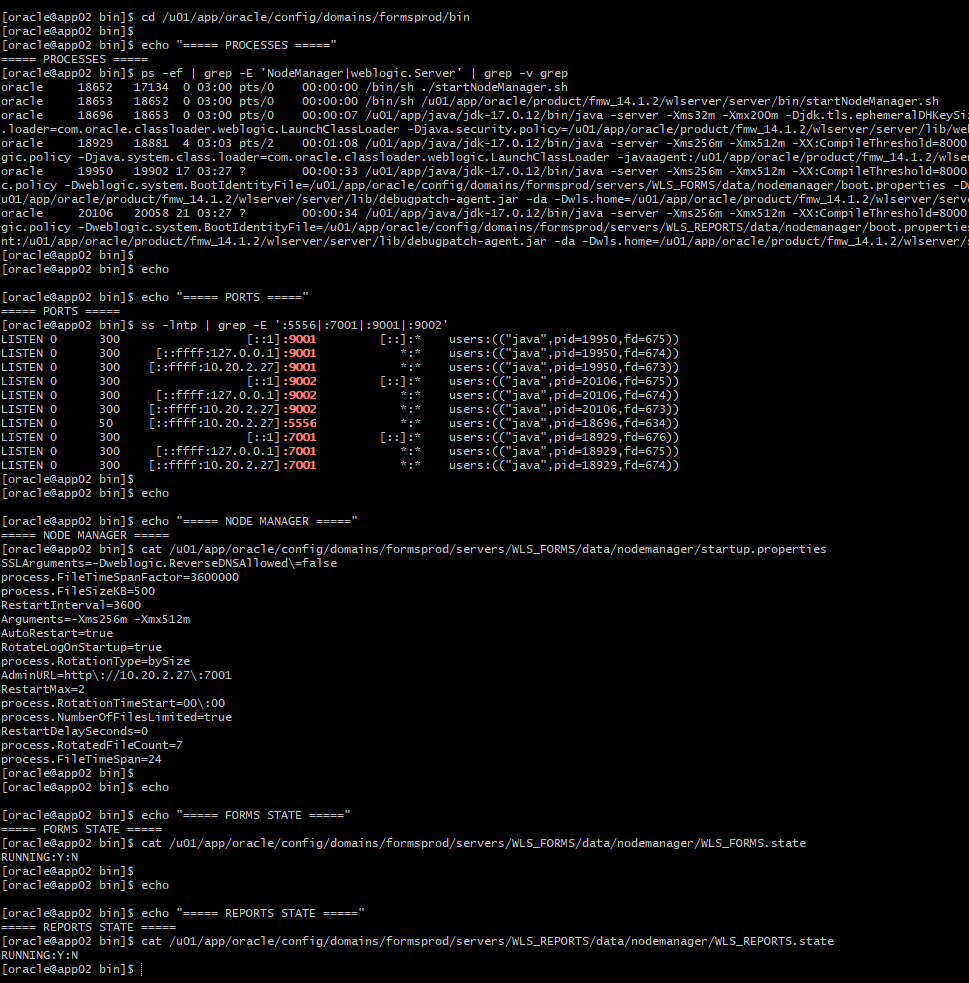 [oracle@app02 bin]$ cd /u01/app/oracle/config/domains/formsprod/bin
[oracle@app02 bin]$
[oracle@app02 bin]$ echo "===== PROCESSES ====="
===== PROCESSES =====
[oracle@app02 bin]$ ps -ef | grep -E 'NodeManager|weblogic.Server' | grep -v grep
oracle     18652   17134  0 03:00 pts/0    00:00:00 /bin/sh ./startNodeManager.sh
oracle     18653   18652  0 03:00 pts/0    00:00:00 /bin/sh /u01/app/oracle/product/fmw_14.1.2/wlserver/server/bin/startNodeManager.sh
oracle     18696   18653  0 03:00 pts/0    00:00:07 /u01/app/java/jdk-17.0.12/bin/java -server -Xms32m -Xmx200m -Djdk.tls.ephemeralDHKeySi
.loader=com.oracle.classloader.weblogic.LaunchClassLoader -Djava.security.policy=/u01/app/oracle/product/fmw_14.1.2/wlserver/server/lib/we
oracle     18929   18881  4 03:03 pts/2    00:01:08 /u01/app/java/jdk-17.0.12/bin/java -server -Xms256m -Xmx512m -XX:CompileThreshold=8000
gic.policy -Djava.system.class.loader=com.oracle.classloader.weblogic.LaunchClassLoader -javaagent:/u01/app/oracle/product/fmw_14.1.2/wlse
oracle     19950   19902 17 03:27 ?        00:00:33 /u01/app/java/jdk-17.0.12/bin/java -server -Xms256m -Xmx512m -XX:CompileThreshold=8000
c.policy -Dweblogic.system.BootIdentityFile=/u01/app/oracle/config/domains/formsprod/servers/WLS_FORMS/data/nodemanager/boot.properties -D
u01/app/oracle/product/fmw_14.1.2/wlserver/server/lib/debugpatch-agent.jar -da -Dwls.home=/u01/app/oracle/product/fmw_14.1.2/wlserver/serv
oracle     20106   20058 21 03:27 ?        00:00:34 /u01/app/java/jdk-17.0.12/bin/java -server -Xms256m -Xmx512m -XX:CompileThreshold=8000
gic.policy -Dweblogic.system.BootIdentityFile=/u01/app/oracle/config/domains/formsprod/servers/WLS_REPORTS/data/nodemanager/boot.propertie
nt:/u01/app/oracle/product/fmw_14.1.2/wlserver/server/lib/debugpatch-agent.jar -da -Dwls.home=/u01/app/oracle/product/fmw_14.1.2/wlserver/
[oracle@app02 bin]$
[oracle@app02 bin]$ echo
[oracle@app02 bin]$ echo "===== PORTS ====="
===== PORTS =====
[oracle@app02 bin]$ ss -lntp | grep -E ':5556|:7001|:9001|:9002'
LISTEN 0      300                  [::1]:9001         [::]:*    users:(("java",pid=19950,fd=675))
LISTEN 0      300     [::ffff:127.0.0.1]:9001            *:*    users:(("java",pid=19950,fd=674))
LISTEN 0      300    [::ffff:10.20.2.27]:9001            *:*    users:(("java",pid=19950,fd=673))
LISTEN 0      300                  [::1]:9002         [::]:*    users:(("java",pid=20106,fd=675))
LISTEN 0      300     [::ffff:127.0.0.1]:9002            *:*    users:(("java",pid=20106,fd=674))
LISTEN 0      300    [::ffff:10.20.2.27]:9002            *:*    users:(("java",pid=20106,fd=673))
LISTEN 0      50     [::ffff:10.20.2.27]:5556            *:*    users:(("java",pid=18696,fd=634))
LISTEN 0      300                  [::1]:7001         [::]:*    users:(("java",pid=18929,fd=676))
LISTEN 0      300     [::ffff:127.0.0.1]:7001            *:*    users:(("java",pid=18929,fd=675))
LISTEN 0      300    [::ffff:10.20.2.27]:7001            *:*    users:(("java",pid=18929,fd=674))
[oracle@app02 bin]$
[oracle@app02 bin]$ echo
[oracle@app02 bin]$ echo "===== NODE MANAGER ====="
===== NODE MANAGER =====
[oracle@app02 bin]$ cat /u01/app/oracle/config/domains/formsprod/servers/WLS_FORMS/data/nodemanager/startup.properties
SSLArguments=-Dweblogic.ReverseDNSAllowed\=false
process.FileTimeSpanFactor=3600000
process.FileSizeKB=500
RestartInterval=3600
Arguments=-Xms256m -Xmx512m
AutoRestart=true
RotateLogOnStartup=true
process.RotationType=bySize
AdminURL=http\://10.20.2.27\:7001
RestartMax=2
process.RotationTimeStart=00\:00
process.NumberOfFilesLimited=true
RestartDelaySeconds=0
process.RotatedFileCount=7
process.FileTimeSpan=24
[oracle@app02 bin]$
[oracle@app02 bin]$ echo
[oracle@app02 bin]$ echo "===== FORMS STATE ====="
===== FORMS STATE =====
[oracle@app02 bin]$ cat /u01/app/oracle/config/domains/formsprod/servers/WLS_FORMS/data/nodemanager/WLS_FORMS.state
RUNNING:Y:N
[oracle@app02 bin]$
[oracle@app02 bin]$ echo
[oracle@app02 bin]$ echo "===== REPORTS STATE ====="
===== REPORTS STATE =====
[oracle@app02 bin]$ cat /u01/app/oracle/config/domains/formsprod/servers/WLS_REPORTS/data/nodemanager/WLS_REPORTS.state
RUNNING:Y:N
[oracle@app02 bin]$